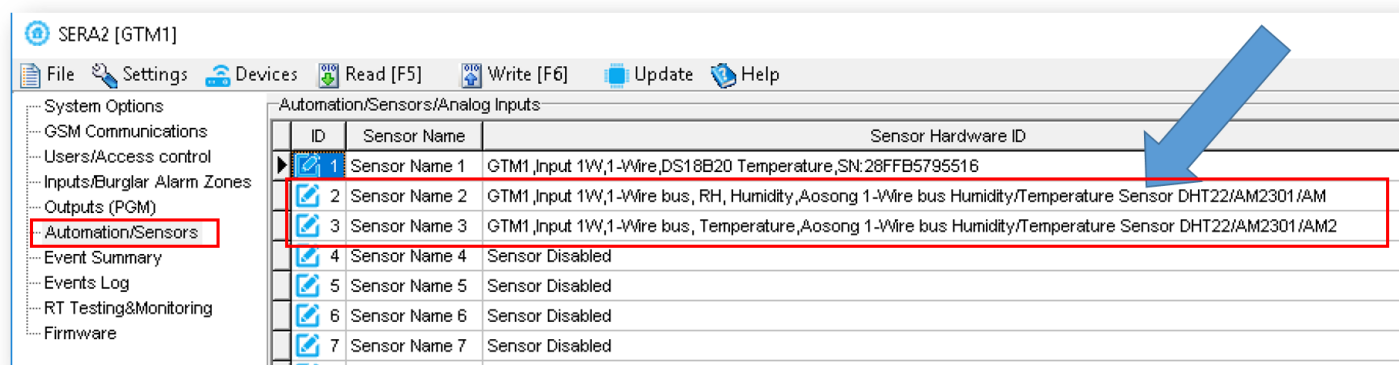 SERA2 [GTM1]
File Settings Devices Read [F5] Write [F6] Update Help
System Options
GSM Communications
Users/Access control
Inputs/Burglar Alarm Zones
Outputs (PGM)
Automation/Sensors
Event Summary
Events Log
RT Testing&Monitoring
Firmware
Automation/Sensors/Analog Inputs
ID Sensor Name Sensor Hardware ID
1 Sensor Name 1 GTM1,Input 1W,1-Wire,DS18B20 Temperature,SN:28FFB5795516
2 Sensor Name 2 GTM1,Input 1W,1-Wire bus, RH, Humidity,Aosong 1-Wire bus Humidity/Temperature Sensor DHT22/AM2301/AM
3 Sensor Name 3 GTM1,Input 1W,1-Wire bus, Temperature,Aosong 1-Wire bus Humidity/Temperature Sensor DHT22/AM2301/AM2
4 Sensor Name 4 Sensor Disabled
5 Sensor Name 5 Sensor Disabled
6 Sensor Name 6 Sensor Disabled
7 Sensor Name 7 Sensor Disabled